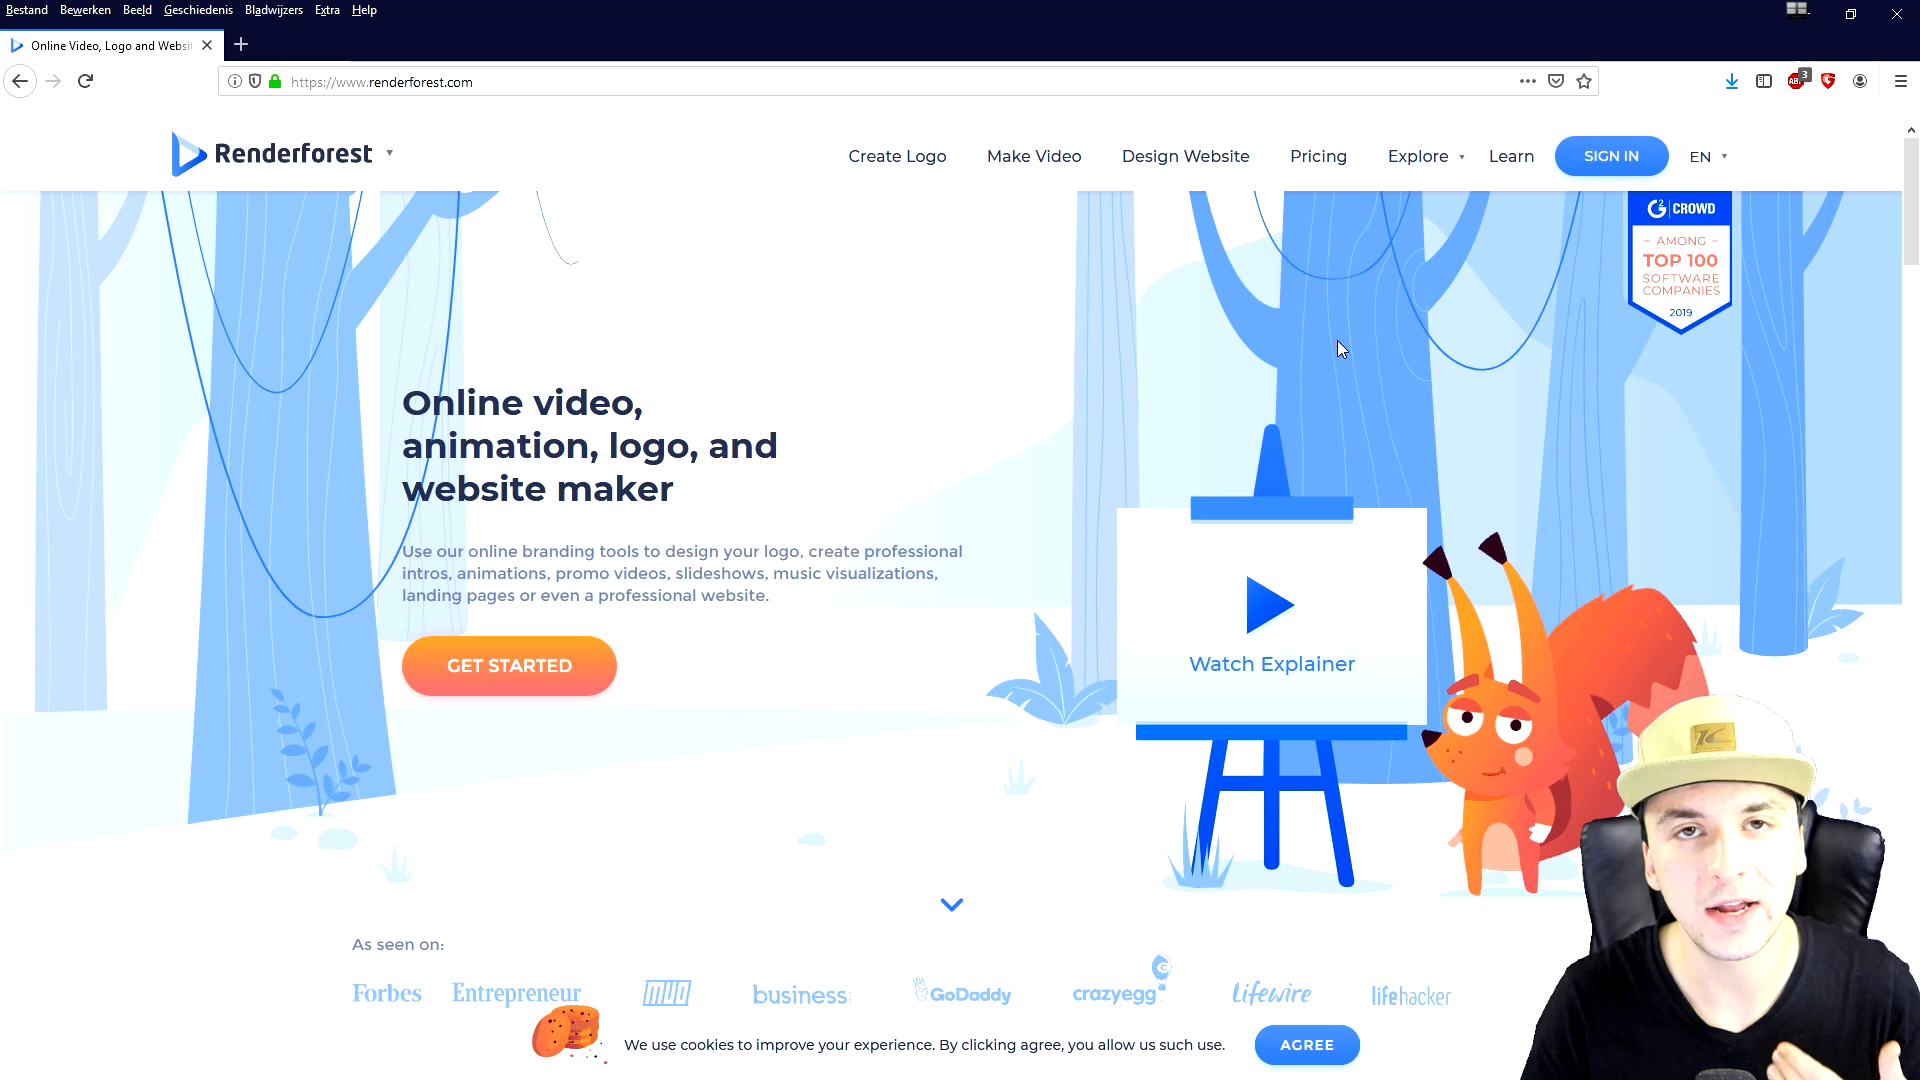 Bestand Bewerken Beeld Geschiedenis Bladwijzers Extra Help
Online Video, Logo and Websi
https://www.renderforest.com
ABP 3
Renderforest
Create Logo Make Video Design Website Pricing Explore Learn SIGN IN EN
G2 CROWD
– AMONG –
TOP 100
SOFTWARE
COMPANIES
2019
Online video,
animation, logo, and
website maker
Use our online branding tools to design your logo, create professional
intros, animations, promo videos, slideshows, music visualizations,
landing pages or even a professional website.
GET STARTED
Watch Explainer
As seen on:
Forbes Entrepreneur business GoDaddy crazyegg Lifewire lifehacker
We use cookies to improve your experience. By clicking agree, you allow us such use.
AGREE